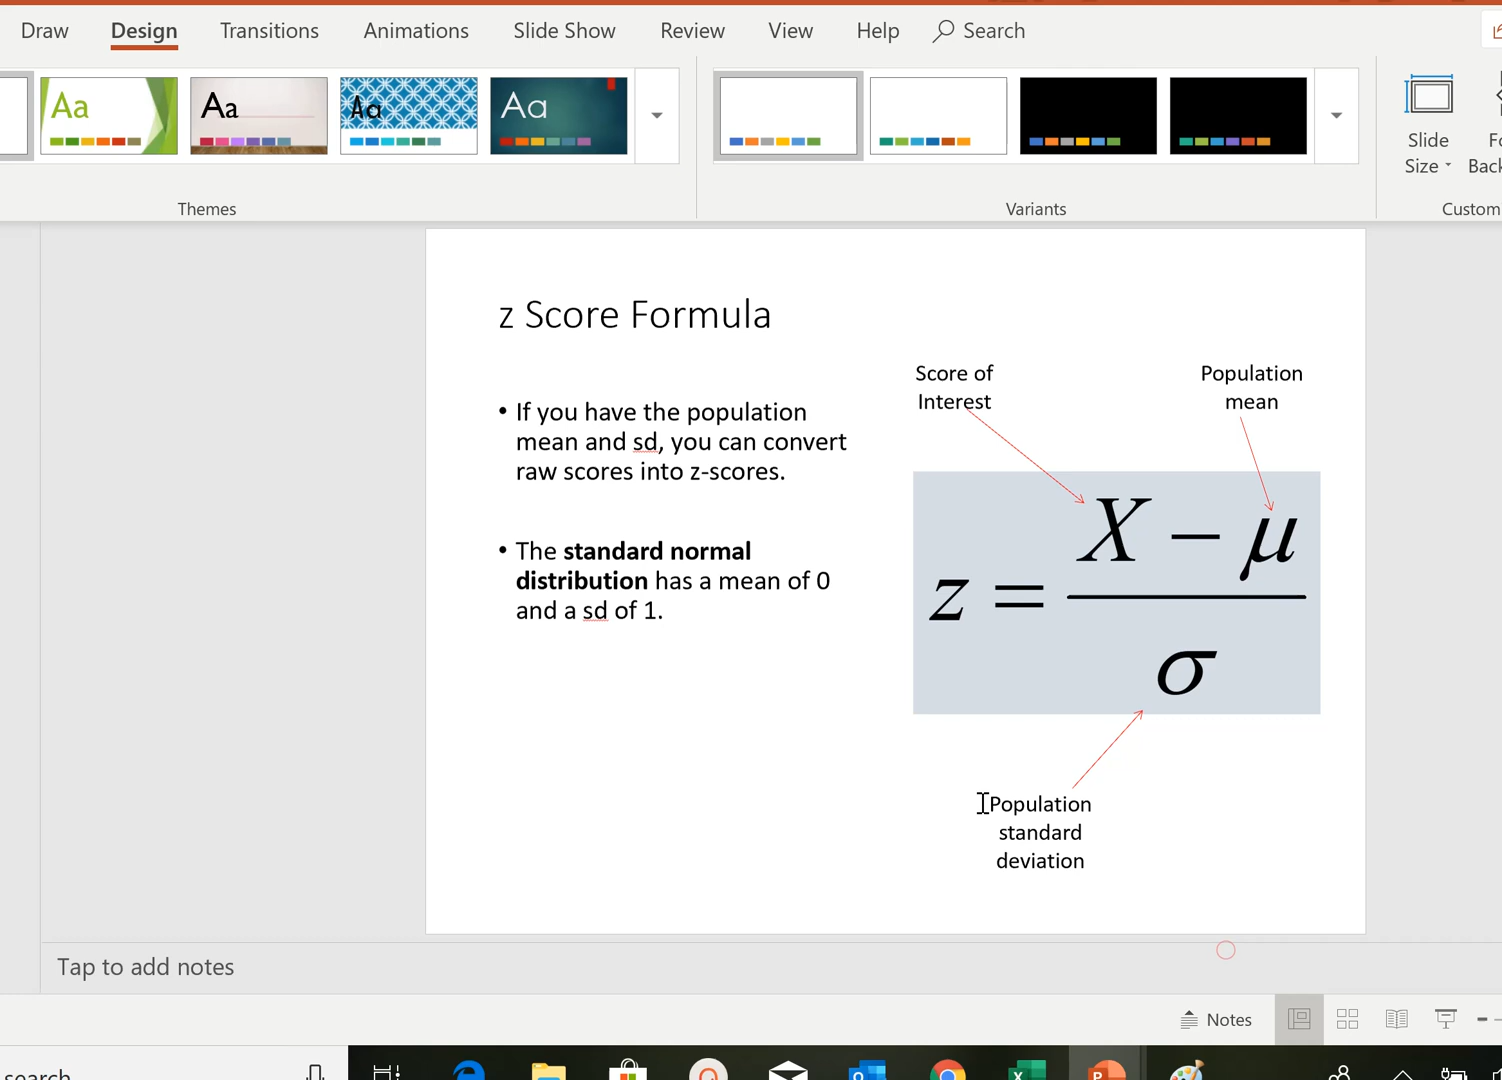 Draw Design Transitions Animations Slide Show Review View Help Search
Aa Aa Aa Aa
Slide
Size
Themes Variants
z Score Formula
Score of
Interest
Population
mean
• If you have the population
mean and sd, you can convert
raw scores into z-scores.
• The standard normal
distribution has a mean of 0
and a sd of 1.
z = X − μ
σ
Population
standard
deviation
Tap to add notes
Notes
search